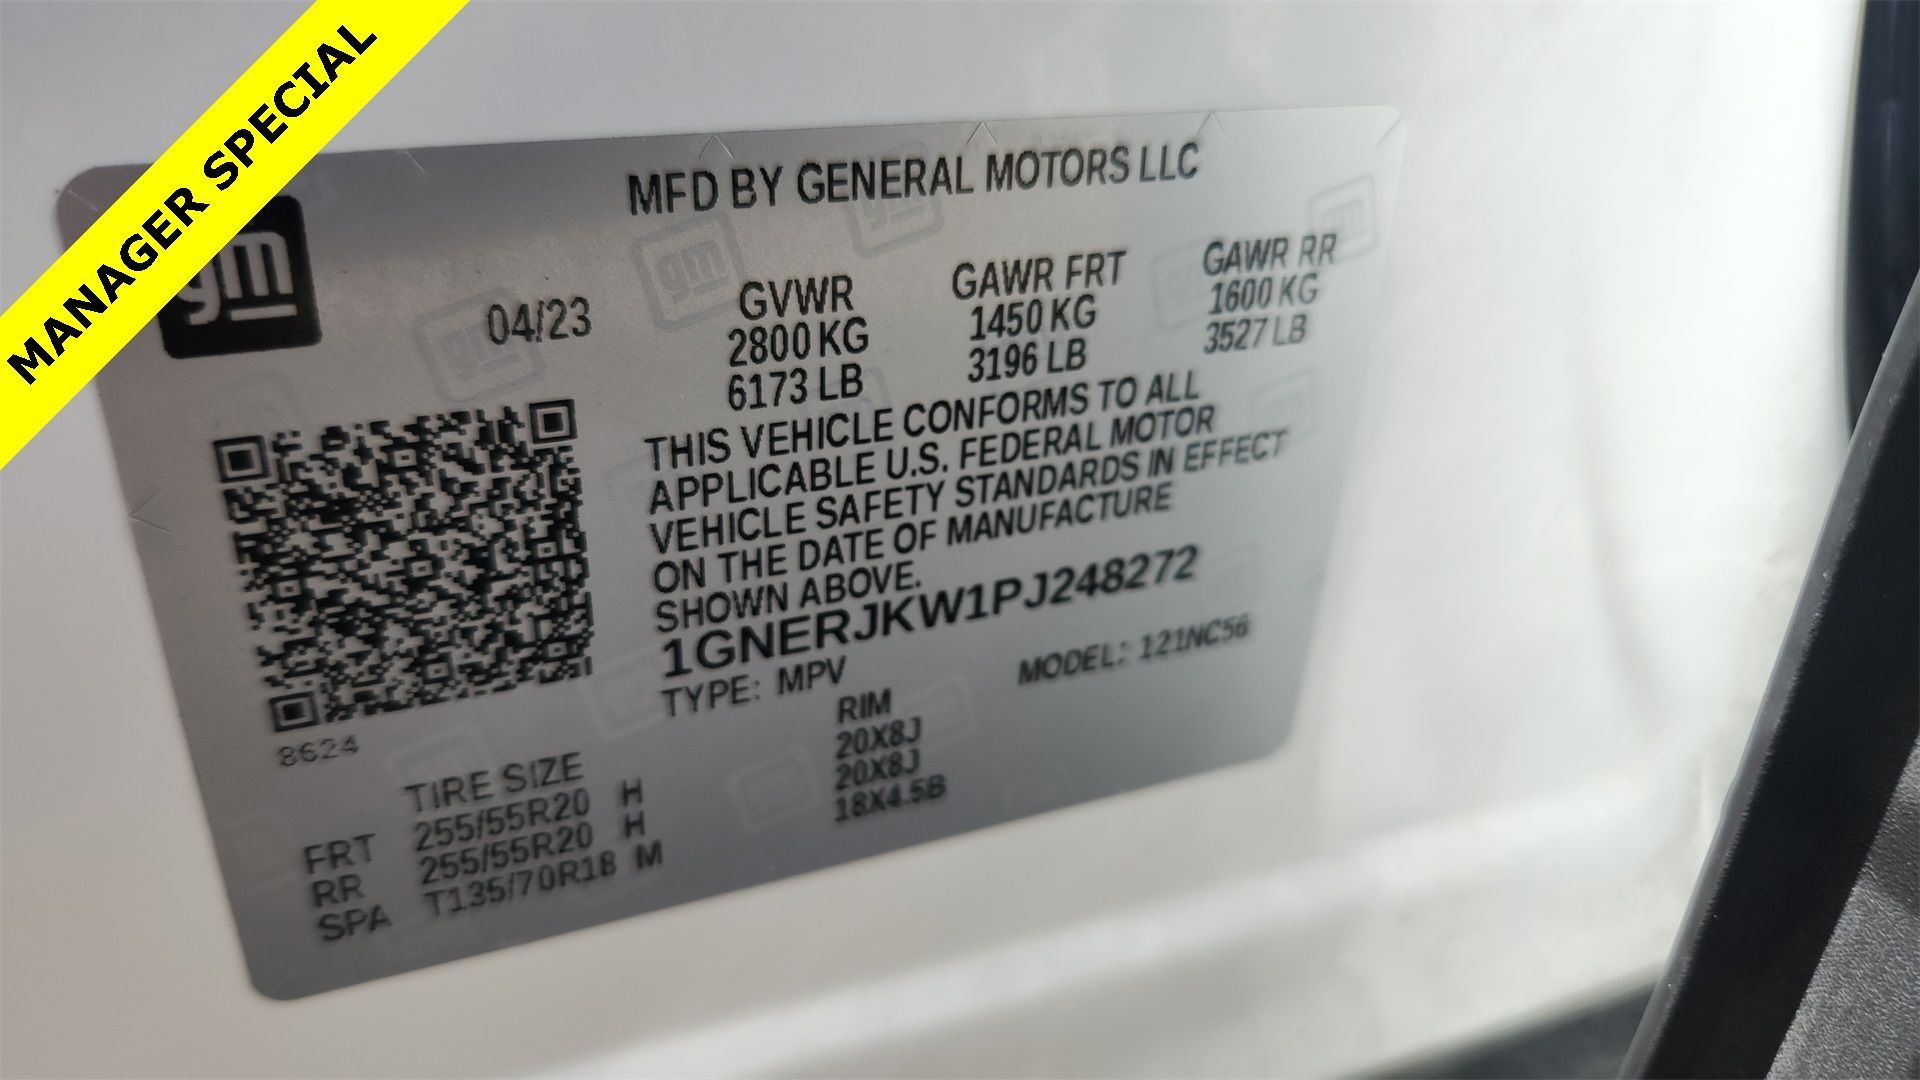 MANAGER SPECIAL
gm
MFD BY GENERAL MOTORS LLC
04/23
GVWR
2800 KG
6173 LB
GAWR FRT
1450 KG
3196 LB
GAWR RR
1600 KG
3527 LB
THIS VEHICLE CONFORMS TO ALL
APPLICABLE U.S. FEDERAL MOTOR
VEHICLE SAFETY STANDARDS IN EFFECT
ON THE DATE OF MANUFACTURE
SHOWN ABOVE.
1GNERJKW1PJ248272
TYPE: MPV
MODEL: 121NC56
8624
TIRE SIZE RIM
FRT 255/55R20 H 20X8J
RR 255/55R20 H 20X8J
SPA T135/70R18 M 18X4.5B